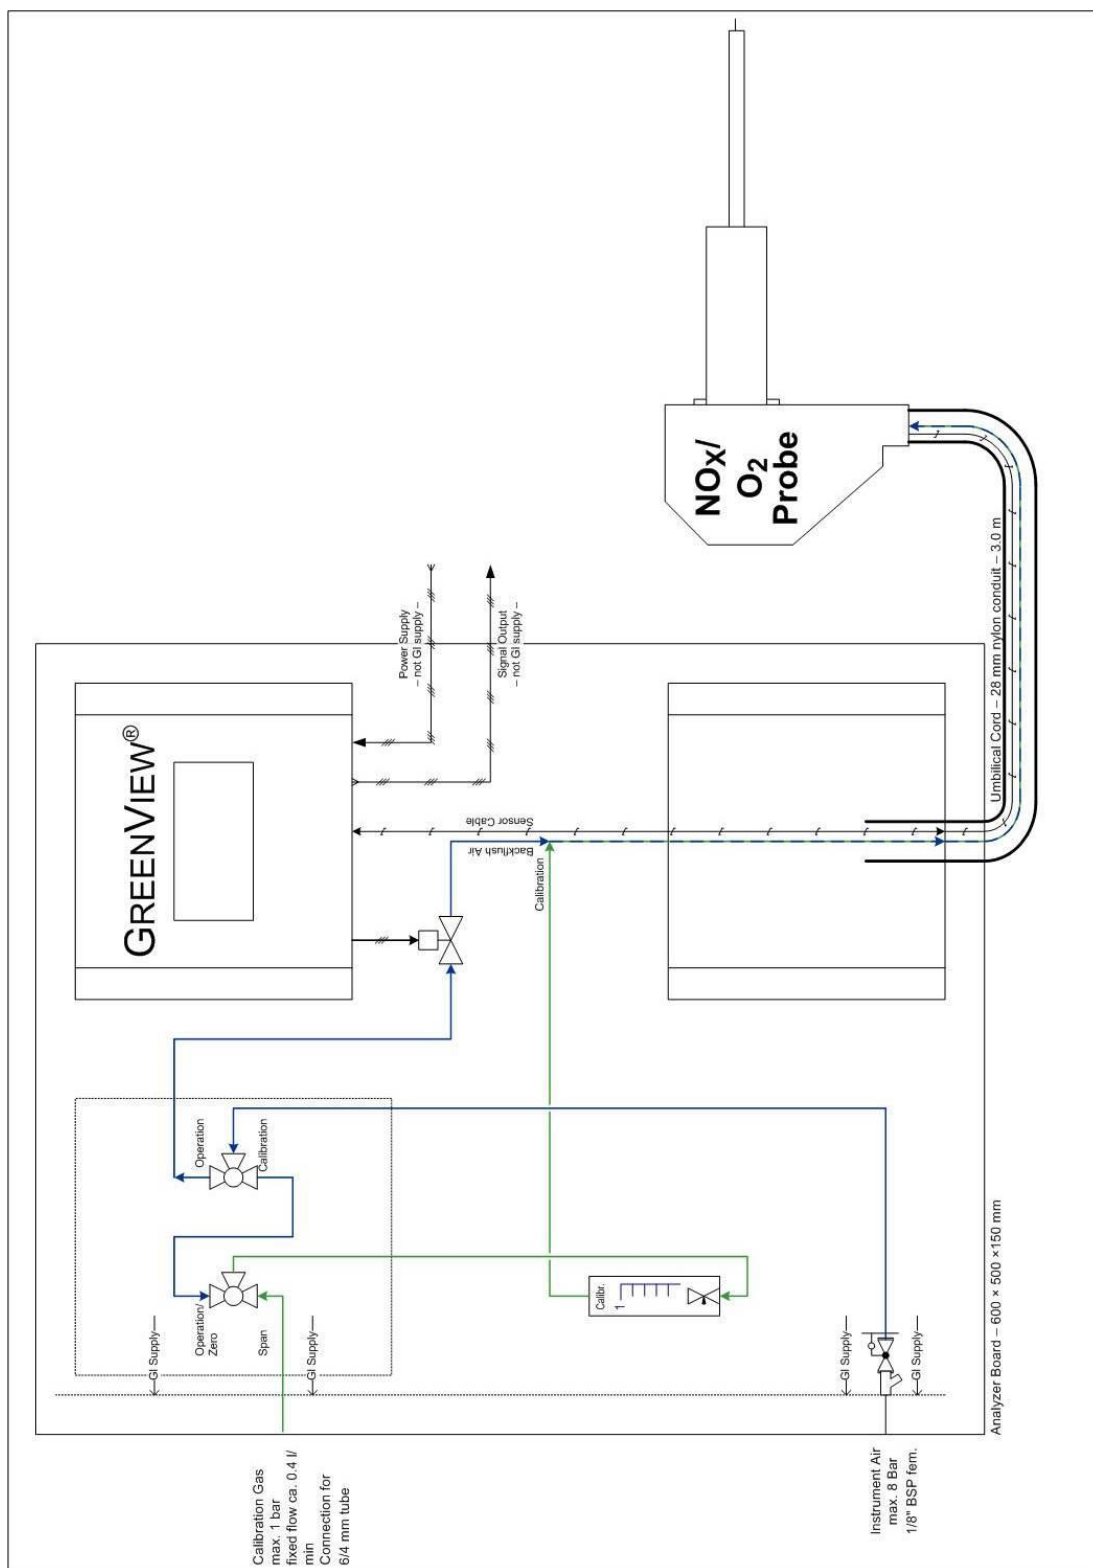 GREENVIEW®
NOX/
O2
Probe
Power Supply
– not GI supply –
Signal Output
– not GI supply –
Sensor Cable
Backflush Air
Calibration
Umbilical Cord – 28 mm nylon conduit – 3.0 m
Operation
Calibration
Operation/
Zero
Span
GI Supply
GI Supply
Calibr.
1
GI Supply
GI Supply
Analyzer Board – 600 × 500 ×150 mm
Calibration Gas
max. 1 bar
fixed flow ca. 0.4 l/
min
Connection for
6/4 mm tube
Instrument Air
max. 8 Bar
1/8" BSP fem.